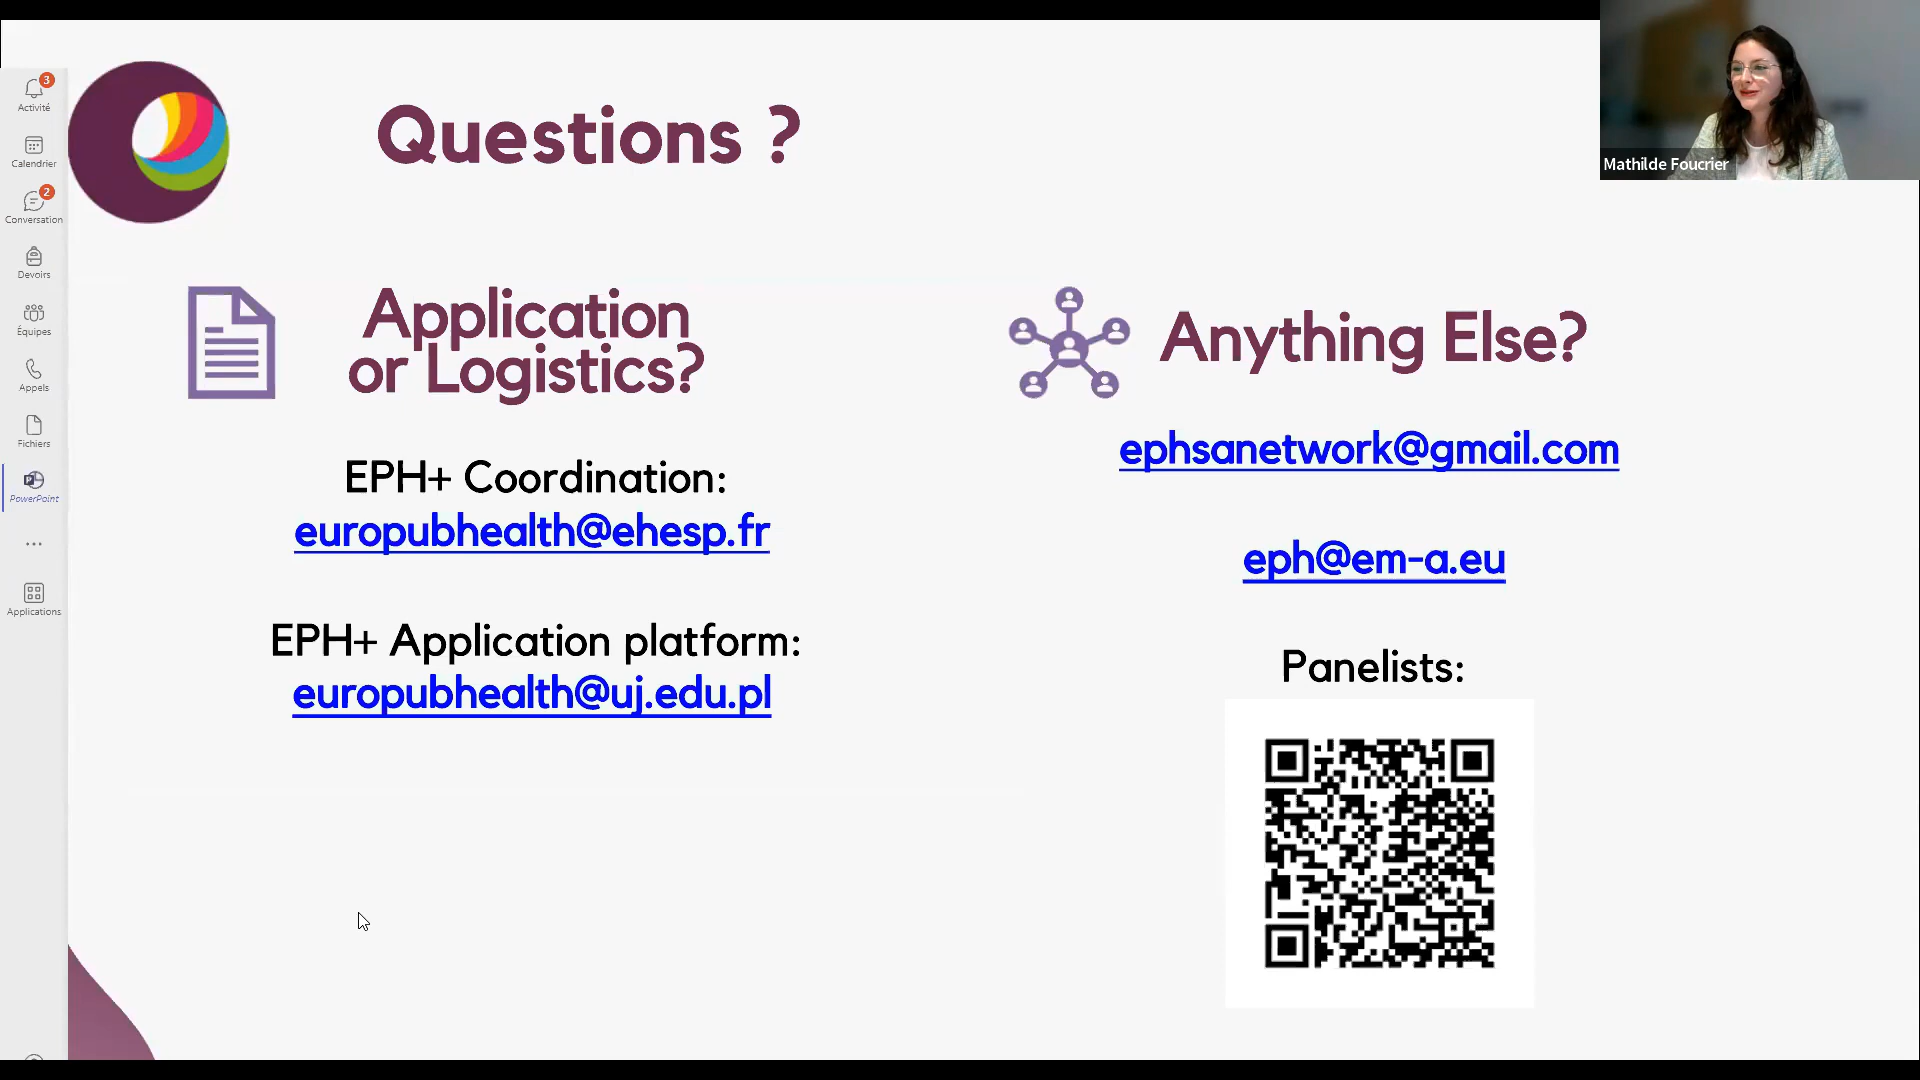 Activité
3
Calendrier
Conversation
2
Devoirs
Équipes
Appels
Fichiers
PowerPoint
Applications
Questions ?
Application
or Logistics?
EPH+ Coordination:
europubhealth@ehesp.fr
EPH+ Application platform:
europubhealth@uj.edu.pl
Anything Else?
ephsanetwork@gmail.com
eph@em-a.eu
Panelists:
Mathilde Foucrier